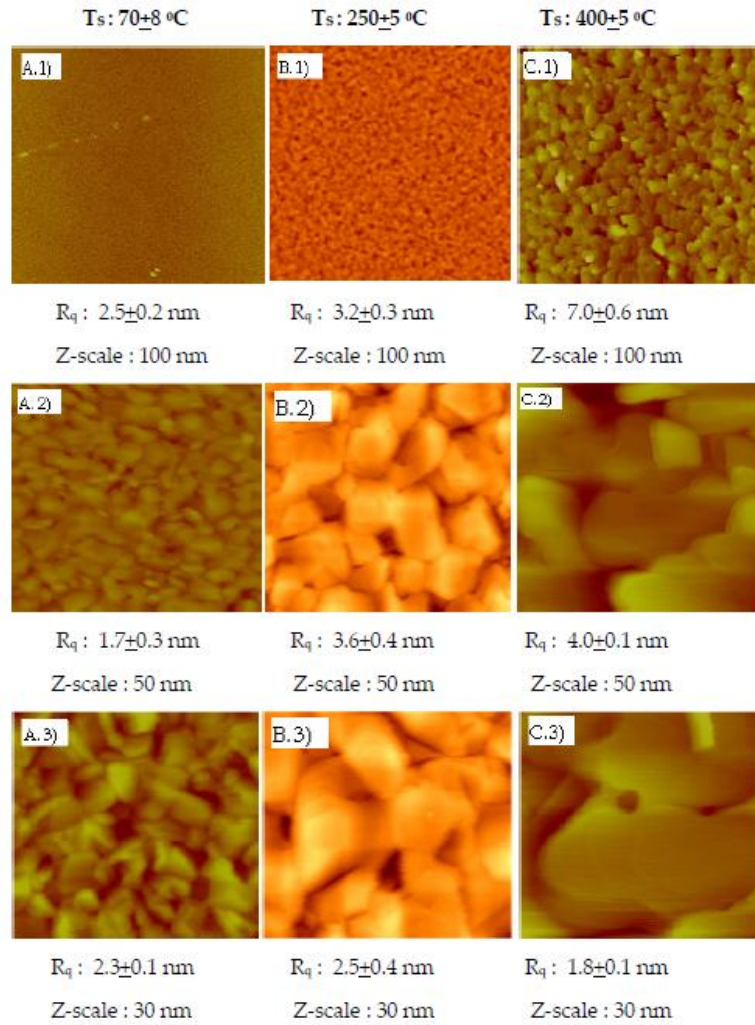 Ts: 70±8 ⁰C Ts: 250±5 ⁰C Ts: 400±5 ⁰C
A.1) B.1) C.1)
Rq : 2.5±0.2 nm Rq : 3.2±0.3 nm Rq : 7.0±0.6 nm
Z-scale : 100 nm Z-scale : 100 nm Z-scale : 100 nm
A.2) B.2) C.2)
Rq : 1.7±0.3 nm Rq : 3.6±0.4 nm Rq : 4.0±0.1 nm
Z-scale : 50 nm Z-scale : 50 nm Z-scale : 50 nm
A.3) B.3) C.3)
Rq : 2.3±0.1 nm Rq : 2.5±0.4 nm Rq : 1.8±0.1 nm
Z-scale : 30 nm Z-scale : 30 nm Z-scale : 30 nm